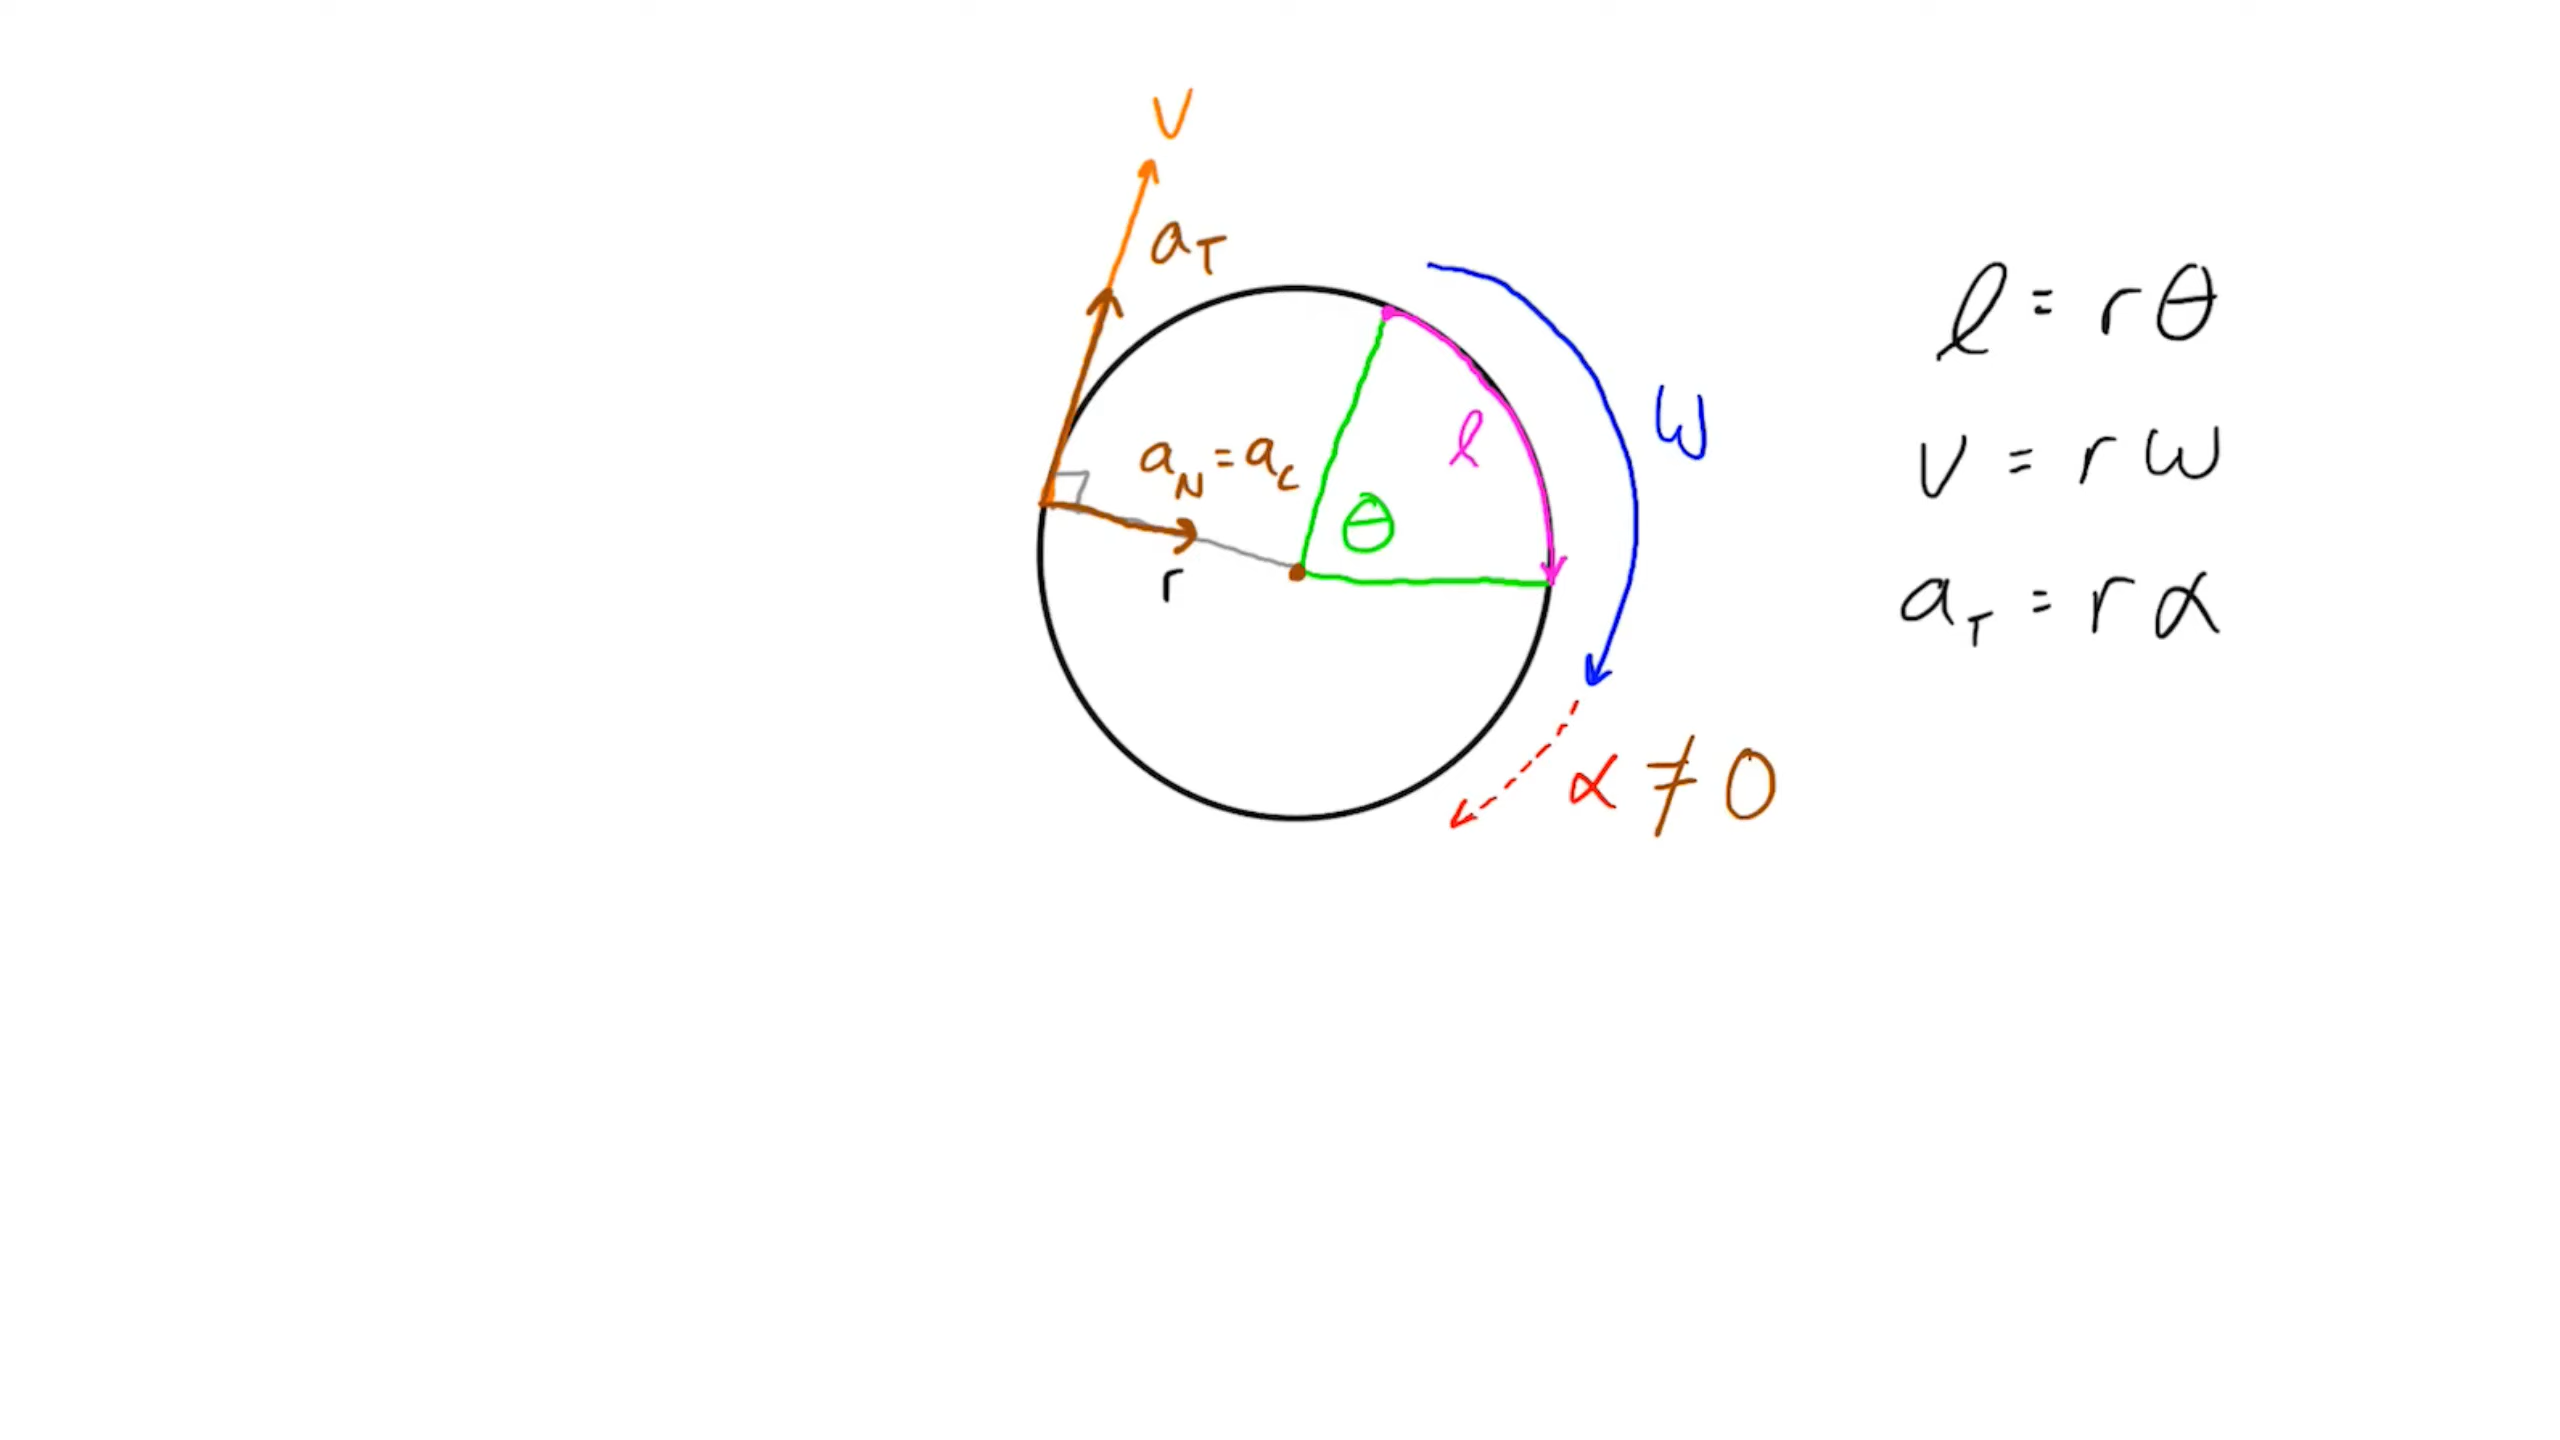 V
a_T
a_N = a_c
r
θ
l
ω
α ≠ 0
l = rθ
v = rω
a_T = rα